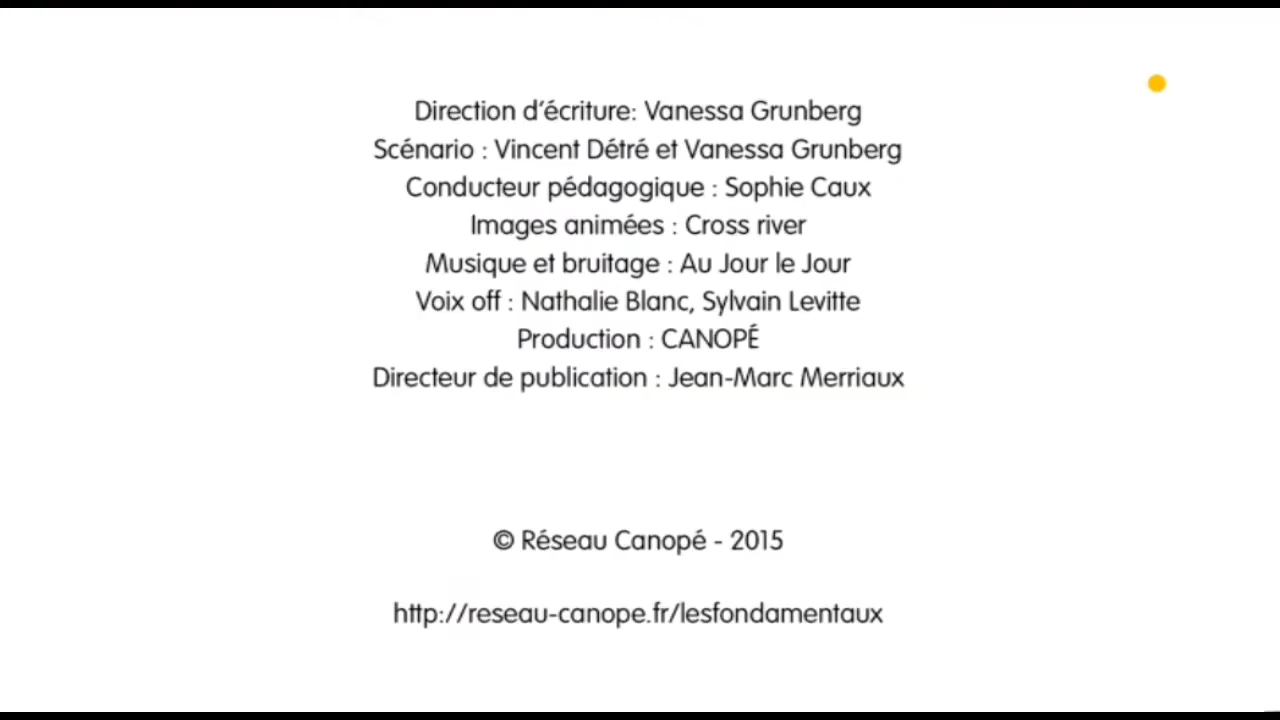 Direction d'écriture: Vanessa Grunberg
Scénario : Vincent Détré et Vanessa Grunberg
Conducteur pédagogique : Sophie Caux
Images animées : Cross river
Musique et bruitage : Au Jour le Jour
Voix off : Nathalie Blanc, Sylvain Levitte
Production : CANOPÉ
Directeur de publication : Jean-Marc Merriaux
© Réseau Canopé - 2015
http://reseau-canope.fr/lesfondamentaux